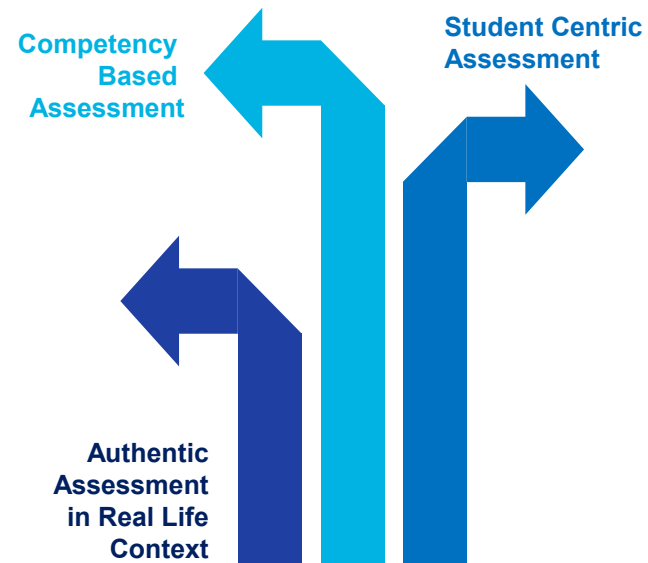 Competency
Based
Assessment
Student Centric
Assessment
Authentic
Assessment
in Real Life
Context